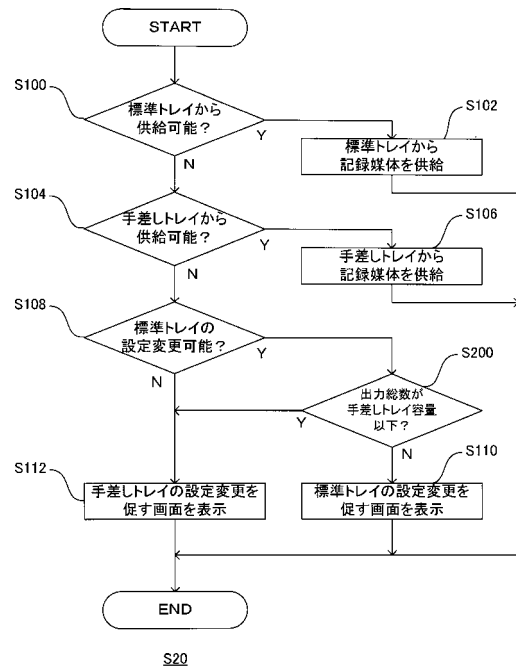 START
S100
標準トレイから
供給可能？
Y
N
S102
標準トレイから
記録媒体を供給
S104
手差しトレイから
供給可能？
Y
N
S106
手差しトレイから
記録媒体を供給
S108
標準トレイの
設定変更可能？
Y
N
S200
出力総数が
手差しトレイ容量
以下？
Y
N
S112
手差しトレイの設定変更を
促す画面を表示
S110
標準トレイの設定変更を
促す画面を表示
END
S20